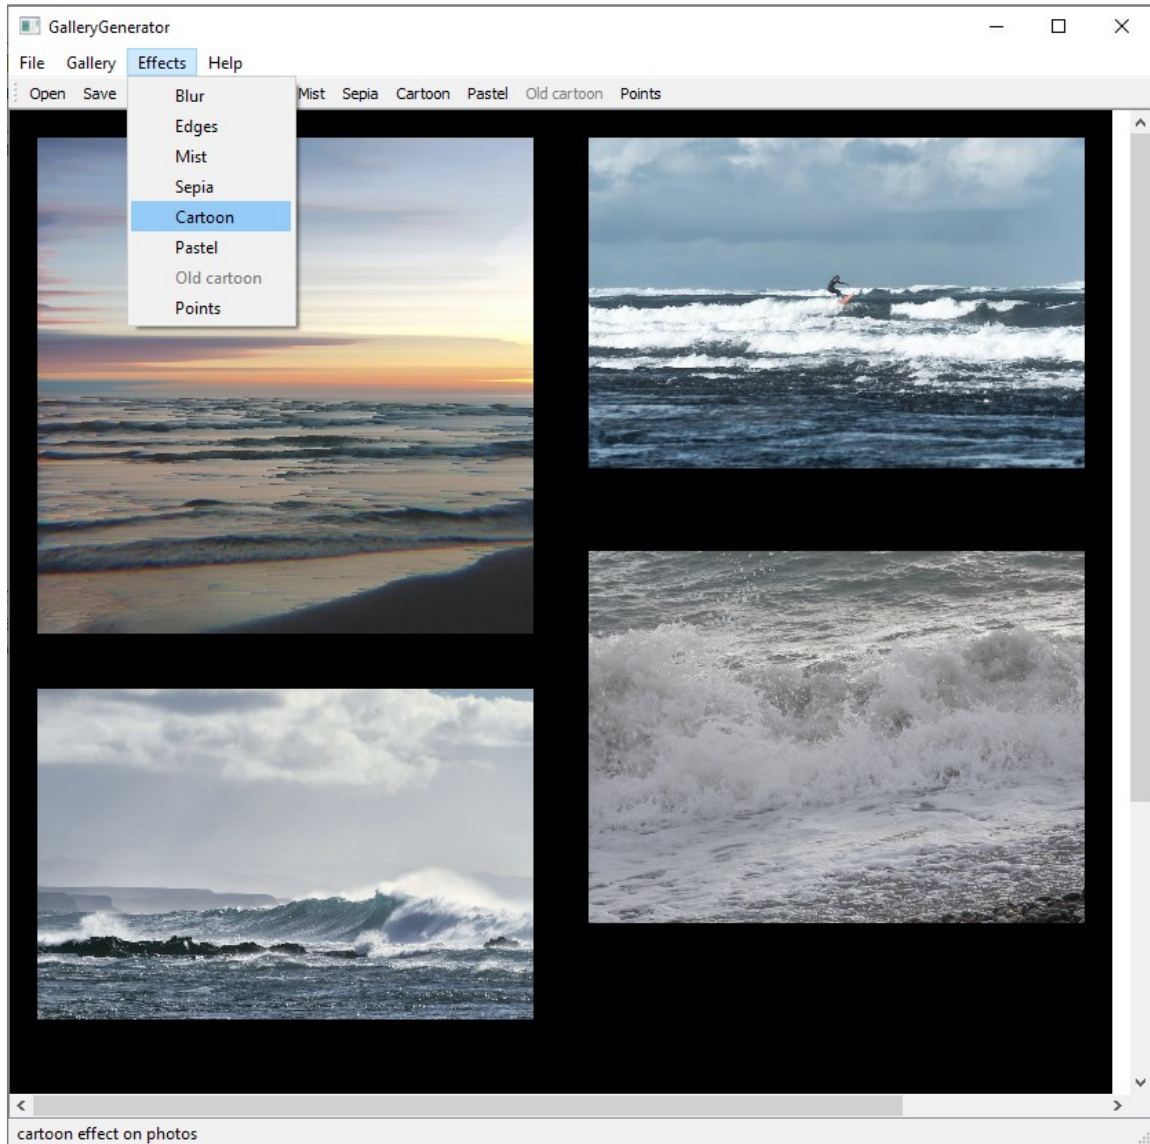 GalleryGenerator
File Gallery Effects Help
Open Save Mist Sepia Cartoon Pastel Old cartoon Points
Blur
Edges
Mist
Sepia
Cartoon
Pastel
Old cartoon
Points
cartoon effect on photos